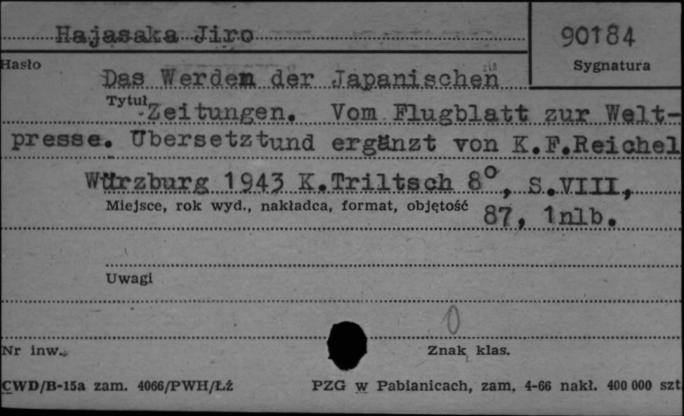 Hajasaka Jiro
90184
Hasło
Sygnatura
Das Werden der Japanischen
Tytuł Zeitungen. Vom Flugblatt zur Welt-
presse. Übersetztund ergänzt von K.F.Reichel
Würzburg 1943 K.Triltsch 8°, S.VIII,
Miejsce, rok wyd., nakładca, format, objętość
87, 1nlb.
Uwagi
0
Nr inw.
Znak klas.
CWD/B-15a zam. 4066/PWH/Łż
PZG w Pabianicach, zam. 4-66 nakł. 400 000 szt.